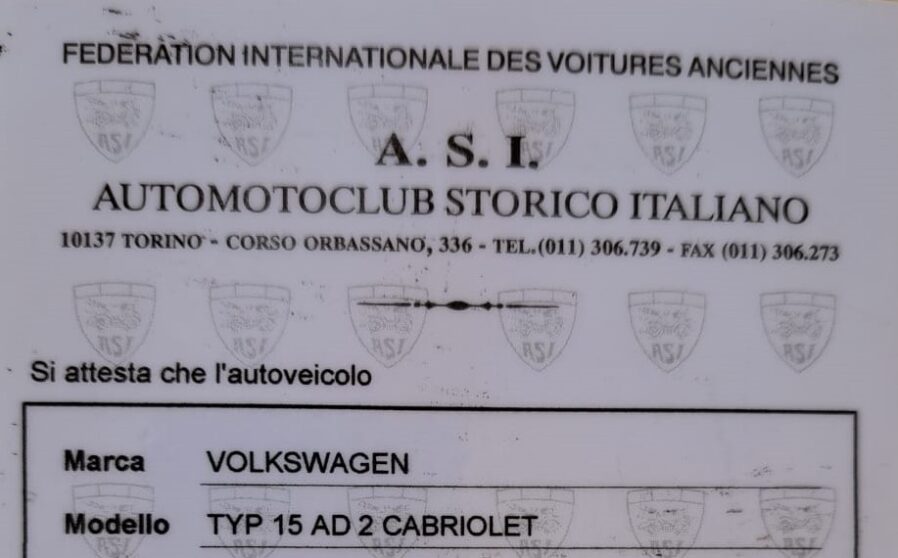 FEDERATION INTERNATIONALE DES VOITURES ANCIENNES
A. S. I.
AUTOMOTOCLUB STORICO ITALIANO
10137 TORINO - CORSO ORBASSANO, 336 - TEL.(011) 306.739 - FAX (011) 306.273
Si attesta che l'autoveicolo
Marca VOLKSWAGEN
Modello TYP 15 AD 2 CABRIOLET